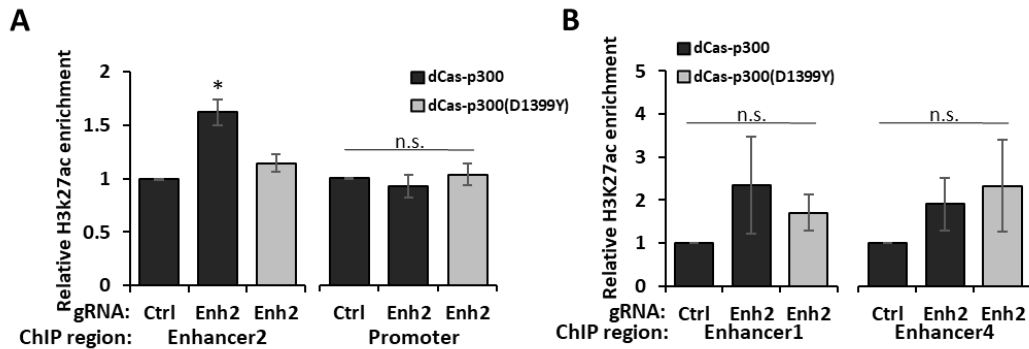 A
Relative H3k27ac enrichment
2
1.5
1
0.5
0
*
n.s.
dCas-p300
dCas-p300(D1399Y)
gRNA: Ctrl Enh2 Enh2 Ctrl Enh2 Enh2
ChIP region: Enhancer2 Promoter
B
Relative H3K27ac enrichment
5
4
3
2
1
0
dCas-p300
dCas-p300(D1399Y)
n.s. n.s.
gRNA: Ctrl Enh2 Enh2 Ctrl Enh2 Enh2
ChIP region: Enhancer1 Enhancer4